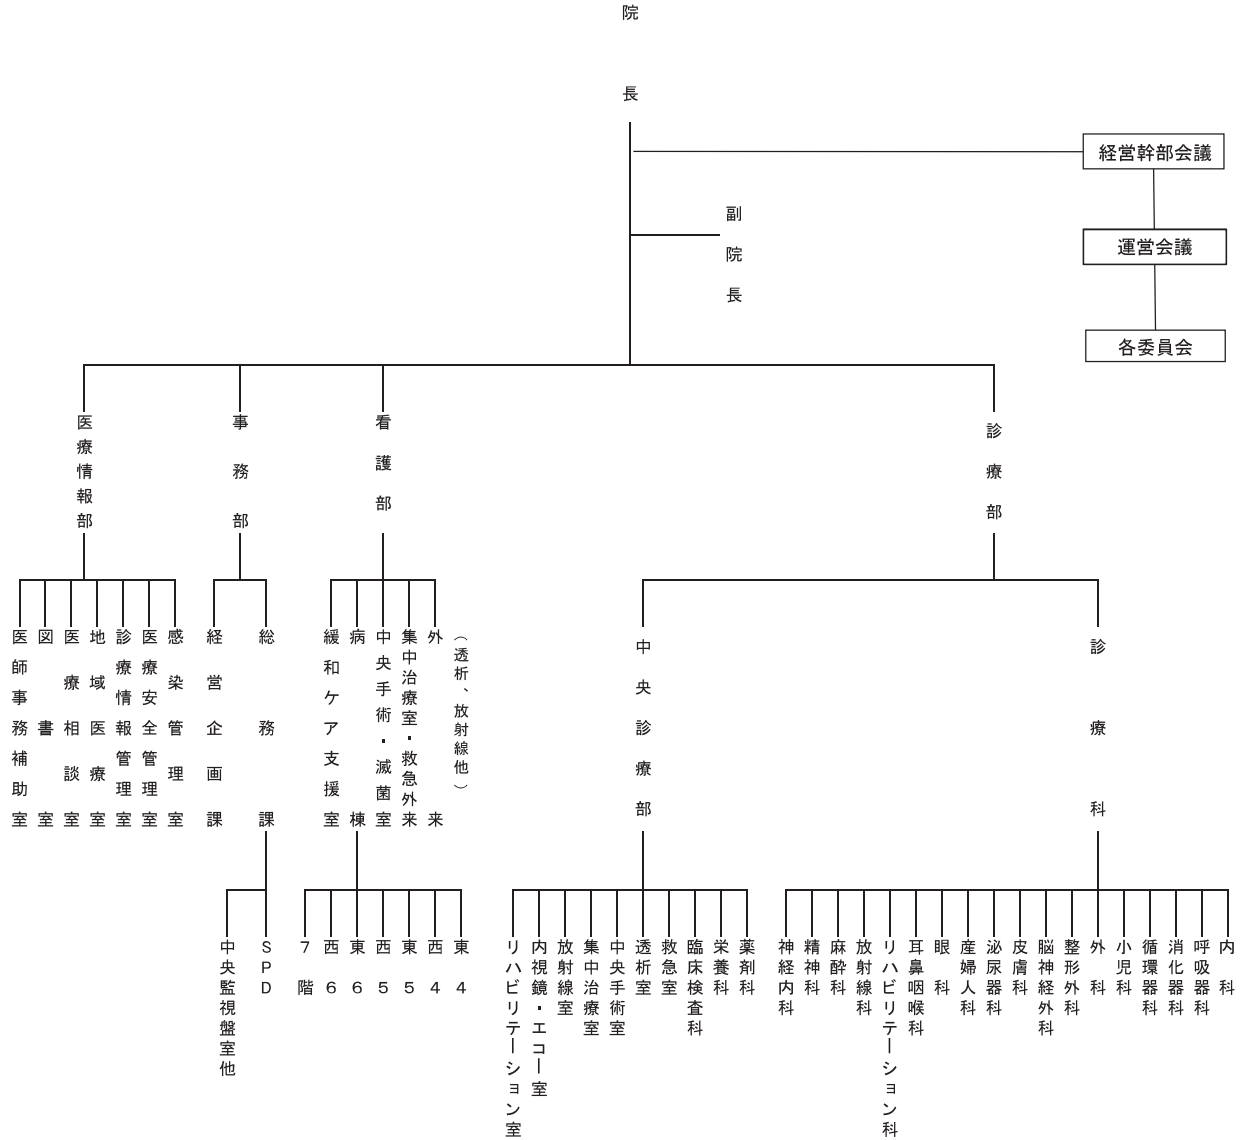 院長
経営幹部会議
副院長
運営会議
各委員会
診療部
看護部
事務部
医療情報部
診療科
中央診療部
外来
（透析、放射線他）
集中治療室・救急外来
中央手術・滅菌室
病棟
緩和ケア支援室
総務課
経営企画課
感染管理室
医療安全管理室
診療情報管理室
地域医療室
医療相談室
図書室
医師事務補助室
内科
呼吸器科
消化器科
循環器科
小児科
外科
整形外科
脳神経外科
皮膚科
泌尿器科
産婦人科
眼科
耳鼻咽喉科
リハビリテーション科
放射線科
麻酔科
精神科
神経内科
薬剤科
栄養科
臨床検査科
救急室
透析室
中央手術室
集中治療室
放射線室
内視鏡・エコー室
リハビリテーション室
東4
西4
東5
西5
東6
西6
7階
SPD
中央監視盤室他